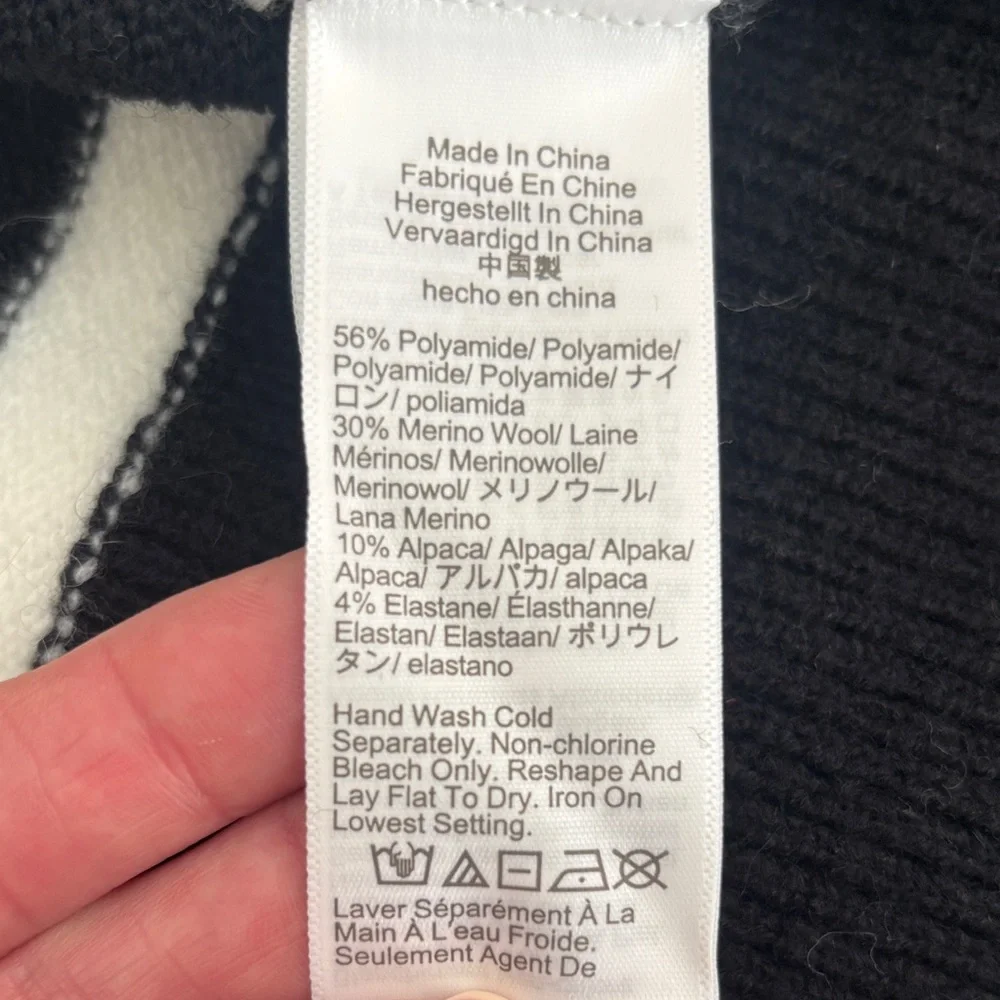 Made In China
Fabriqué En Chine
Hergestellt In China
Vervaardigd In China
中国製
hecho en china
56% Polyamide/ Polyamide/
Polyamide/ Polyamide/ ナイ
ロン/ poliamida
30% Merino Wool/ Laine
Mérinos/ Merinowolle/
Merinowol/ メリノウール/
Lana Merino
10% Alpaca/ Alpaga/ Alpaka/
Alpaca/ アルパカ/ alpaca
4% Elastane/ Élasthanne/
Elastan/ Elastaan/ ポリウレ
タン/ elastano
Hand Wash Cold
Separately. Non-chlorine
Bleach Only. Reshape And
Lay Flat To Dry. Iron On
Lowest Setting.
Laver Séparément À La
Main À L'eau Froide.
Seulement Agent De